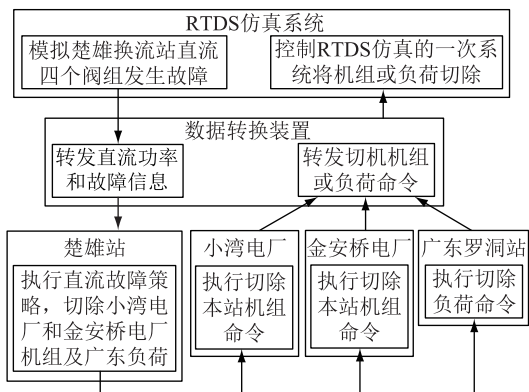 RTDS仿真系统
模拟楚雄换流站直流
四个阀组发生故障
控制RTDS仿真的一次系
统将机组或负荷切除
数据转换装置
转发直流功率
和故障信息
转发切机机组
或负荷命令
楚雄站
执行直流故障策
略，切除小湾电
厂和金安桥电厂
机组及广东负荷
小湾电厂
执行切除
本站机组
命令
金安桥电厂
执行切除
本站机组
命令
广东罗洞站
执行切除
负荷命令